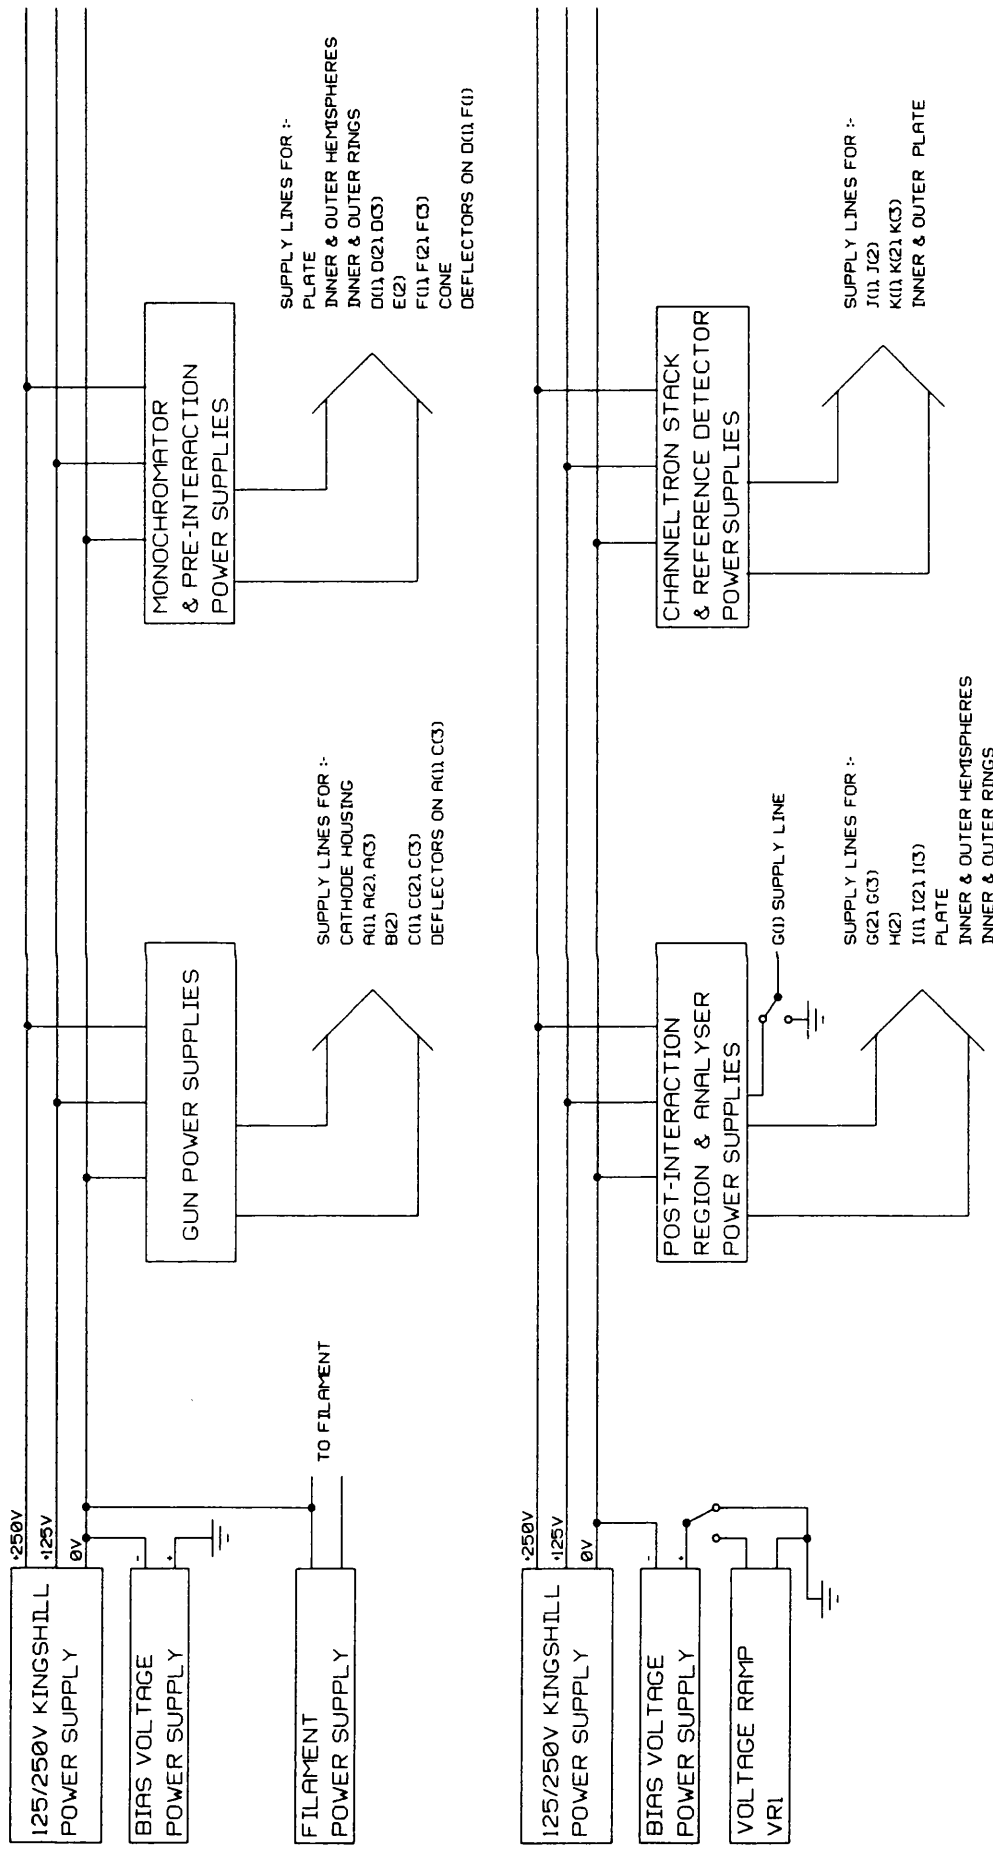 125/250V KINGSHILL
POWER SUPPLY
+250V
+125V
0V
BIAS VOLTAGE
POWER SUPPLY
-
+
FILAMENT
POWER SUPPLY
TO FILAMENT
GUN POWER SUPPLIES
SUPPLY LINES FOR :-
CATHODE HOUSING
A(1), A(2), A(3)
B(2)
C(1), C(2), C(3)
DEFLECTORS ON A(1), C(3)
MONOCHROMATOR
& PRE-INTERACTION
POWER SUPPLIES
SUPPLY LINES FOR :-
PLATE
INNER & OUTER HEMISPHERES
INNER & OUTER RINGS
D(1), D(2), D(3)
E(2)
F(1), F(2), F(3)
CONE
DEFLECTORS ON D(1), F(1)
125/250V KINGSHILL
POWER SUPPLY
+250V
+125V
0V
BIAS VOLTAGE
POWER SUPPLY
-
+
VOLTAGE RAMP
VR1
POST-INTERACTION
REGION & ANALYSER
POWER SUPPLIES
G(1) SUPPLY LINE
SUPPLY LINES FOR :-
G(2), G(3)
H(2)
I(1), I(2), I(3)
PLATE
INNER & OUTER HEMISPHERES
INNER & OUTER RINGS
CHANNELTRON STACK
& REFERENCE DETECTOR
POWER SUPPLIES
SUPPLY LINES FOR :-
J(1), J(2)
K(1), K(2), K(3)
INNER & OUTER PLATE